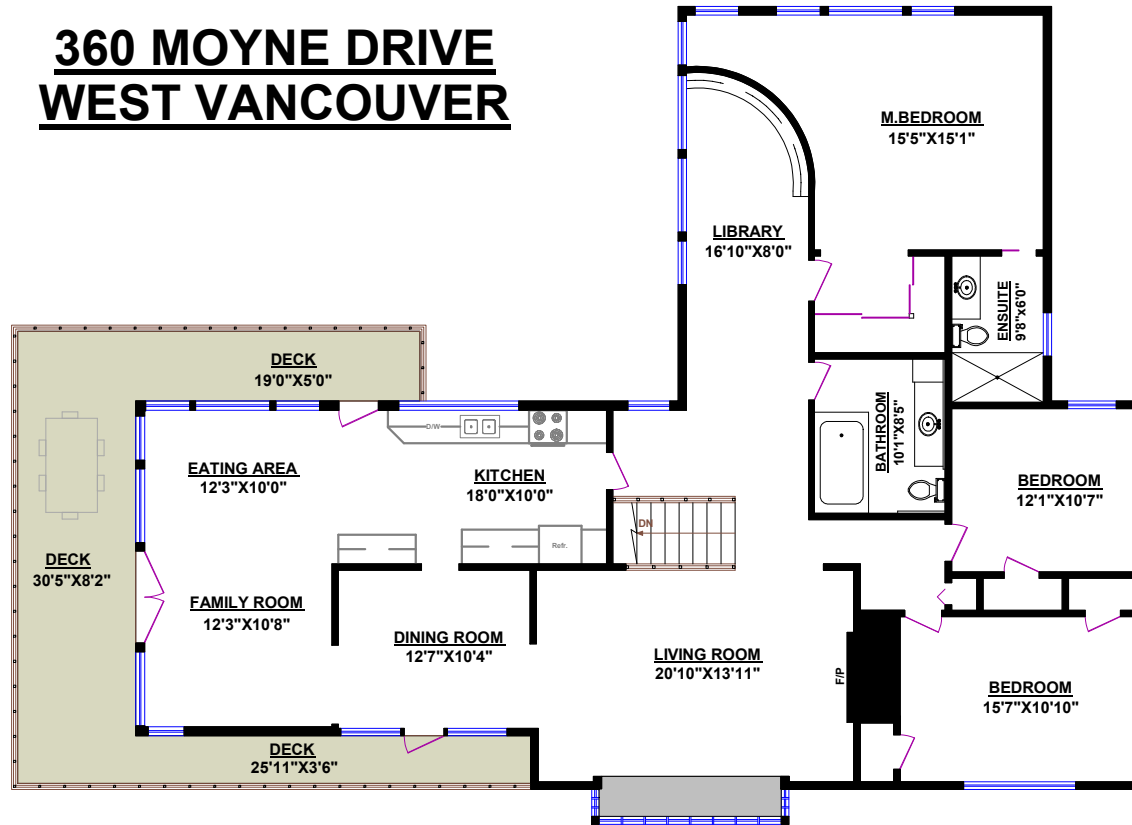 360 MOYNE DRIVE
WEST VANCOUVER
M.BEDROOM
15'5"X15'1"
LIBRARY
16'10"X8'0"
ENSUITE
9'8"x6'0"
DECK
19'0"X5'0"
BATHROOM
10'1"X8'5"
D/W
EATING AREA
12'3"X10'0"
KITCHEN
18'0"X10'0"
BEDROOM
12'1"X10'7"
DN
Refr.
DECK
30'5"X8'2"
FAMILY ROOM
12'3"X10'8"
DINING ROOM
12'7"X10'4"
LIVING ROOM
20'10"X13'11"
F/P
BEDROOM
15'7"X10'10"
DECK
25'11"X3'6"